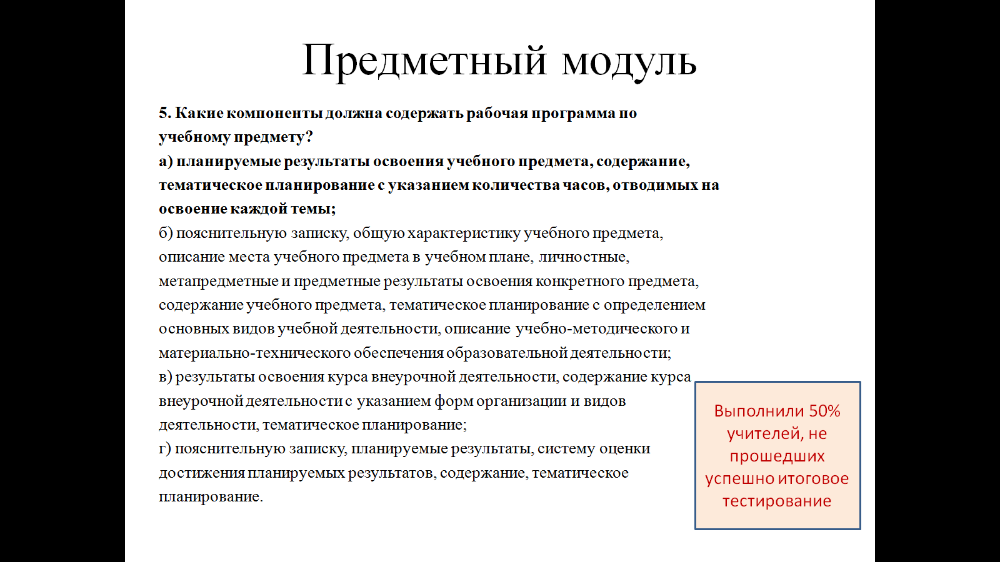 Предметный модуль
5. Какие компоненты должна содержать рабочая программа по
учебному предмету?
а) планируемые результаты освоения учебного предмета, содержание,
тематическое планирование с указанием количества часов, отводимых на
освоение каждой темы;
б) пояснительную записку, общую характеристику учебного предмета,
описание места учебного предмета в учебном плане, личностные,
метапредметные и предметные результаты освоения конкретного предмета,
содержание учебного предмета, тематическое планирование с определением
основных видов учебной деятельности, описание учебно-методического и
материально-технического обеспечения образовательной деятельности;
в) результаты освоения курса внеурочной деятельности, содержание курса
внеурочной деятельности с указанием форм организации и видов
деятельности, тематическое планирование;
г) пояснительную записку, планируемые результаты, систему оценки
достижения планируемых результатов, содержание, тематическое
планирование.
Выполнили 50%
учителей, не
прошедших
успешно итоговое
тестирование